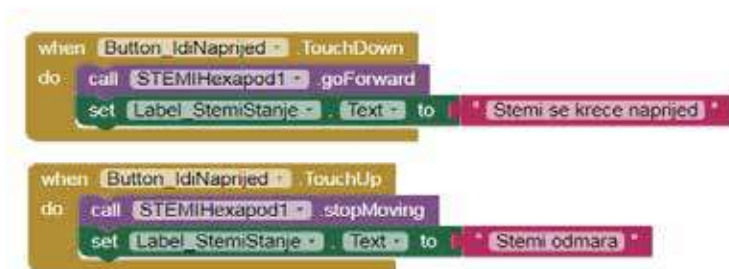 when Button_IdiNaprijed .TouchDown
do call STEMIHexapod1 .goForward
set Label_StemiStanje . Text to " Stemi se krece naprijed "
when Button_IdiNaprijed .TouchUp
do call STEMIHexapod1 .stopMoving
set Label_StemiStanje . Text to " Stemi odmara "